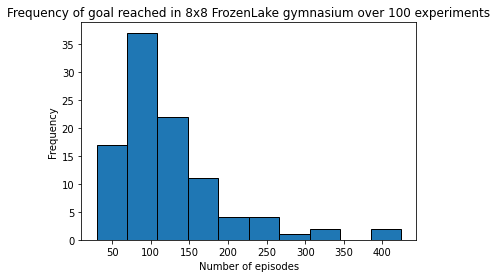 Frequency of goal reached in 8x8 FrozenLake gymnasium over 100 experiments
35
30
25
20
15
10
5
0
Frequency
50 100 150 200 250 300 350 400
Number of episodes